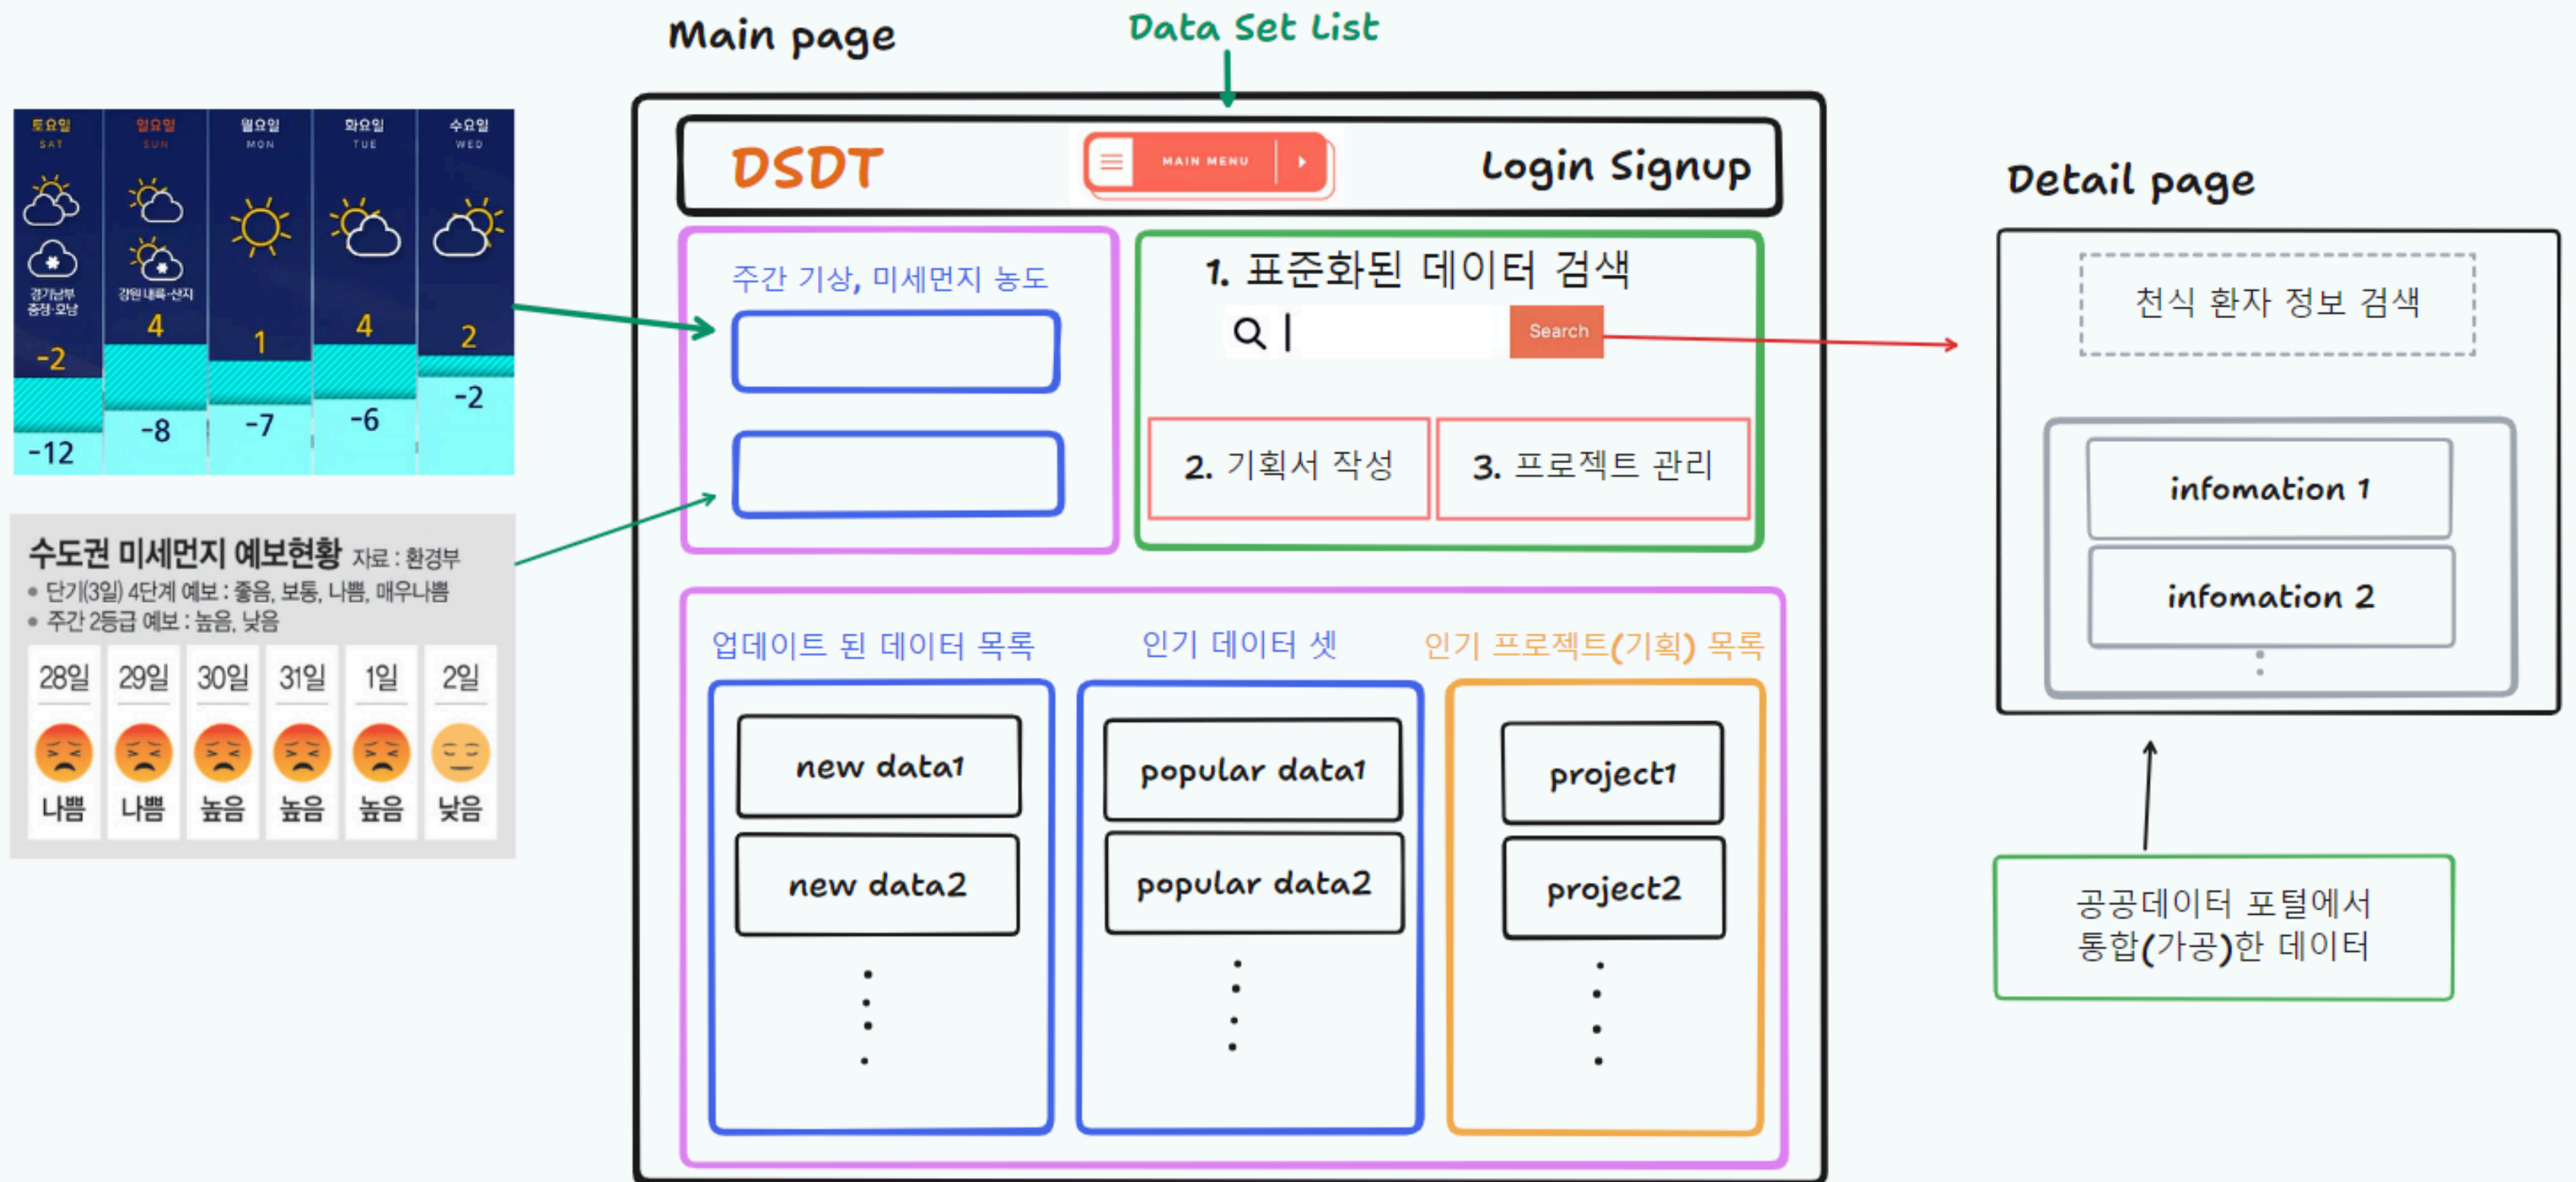 Main page
Data Set List
토요일 일요일 월요일 화요일 수요일
SAT SUN MON TUE WED
경기남부
충청·호남
강원 내륙·산지
-2 4 1 4 2
-12 -8 -7 -6 -2
수도권 미세먼지 예보현황 자료 : 환경부
• 단기(3일) 4단계 예보 : 좋음, 보통, 나쁨, 매우나쁨
• 주간 2등급 예보 : 높음, 낮음
28일 29일 30일 31일 1일 2일
나쁨 나쁨 높음 높음 높음 낮음
DSDT
MAIN MENU
Login Signup
주간 기상, 미세먼지 농도
1. 표준화된 데이터 검색
Search
2. 기획서 작성
3. 프로젝트 관리
업데이트 된 데이터 목록
new data1
new data2
인기 데이터 셋
popular data1
popular data2
인기 프로젝트(기획) 목록
project1
project2
Detail page
천식 환자 정보 검색
infomation 1
infomation 2
공공데이터 포털에서
통합(가공)한 데이터